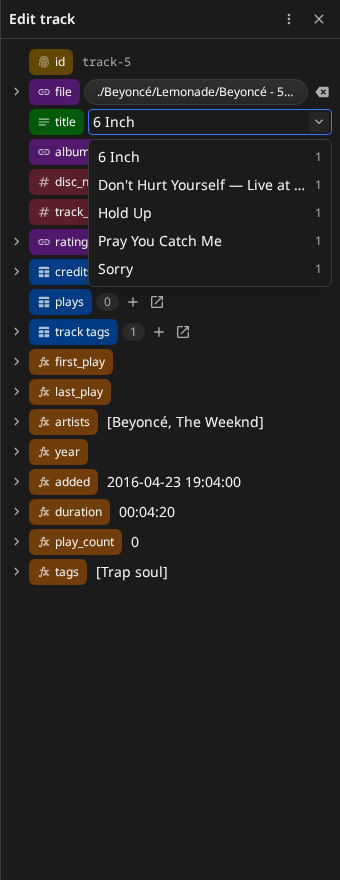 Edit track
id track-5
file ./Beyoncé/Lemonade/Beyoncé - 5...
title 6 Inch
album
6 Inch 1
disc_n
Don't Hurt Yourself — Live at ... 1
track_
Hold Up 1
rating
Pray You Catch Me 1
credits
Sorry 1
plays 0
track tags 1
first_play
last_play
artists [Beyoncé, The Weeknd]
year
added 2016-04-23 19:04:00
duration 00:04:20
play_count 0
tags [Trap soul]